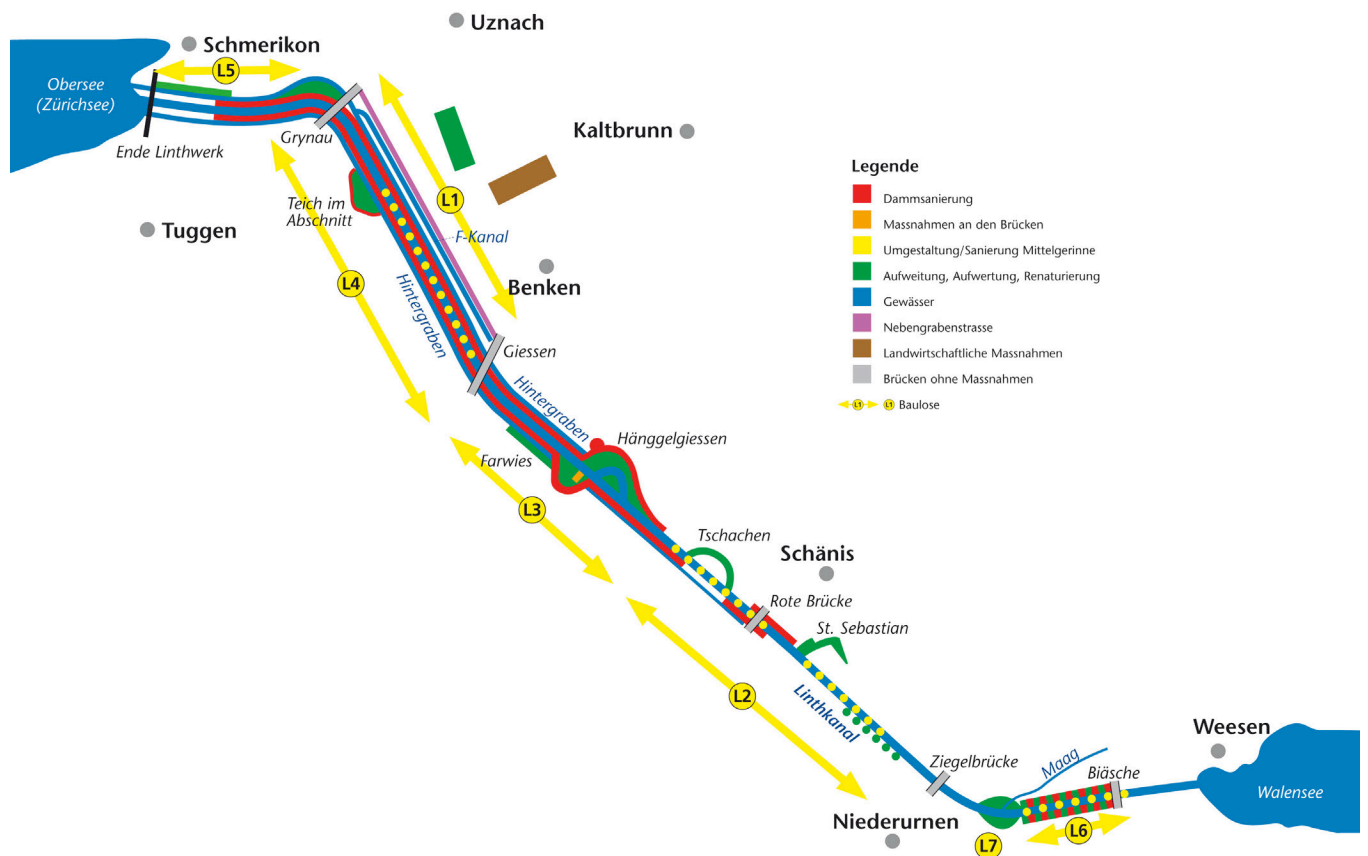 Uznach
Schmerikon
L5
Obersee
(Zürichsee)
Kaltbrunn
Grynau
Ende Linthwerk
Legende
Dammsanierung
Massnahmen an den Brücken
Umgestaltung/Sanierung Mittelgerinne
Aufweitung, Aufwertung, Renaturierung
Gewässer
Nebengrabenstrasse
Landwirtschaftliche Massnahmen
Brücken ohne Massnahmen
L1 L1 Baulose
Teich im
Abschnitt
L1
Tuggen
F-Kanal
Benken
L4
Hintergraben
Giessen
Hintergraben
Hänggelgiessen
Farwies
L3
Tschachen
Schänis
Rote Brücke
St. Sebastian
L2
Linthkanal
Weesen
Ziegelbrücke
Maag
Biäsche
Walensee
Niederurnen
L7
L6